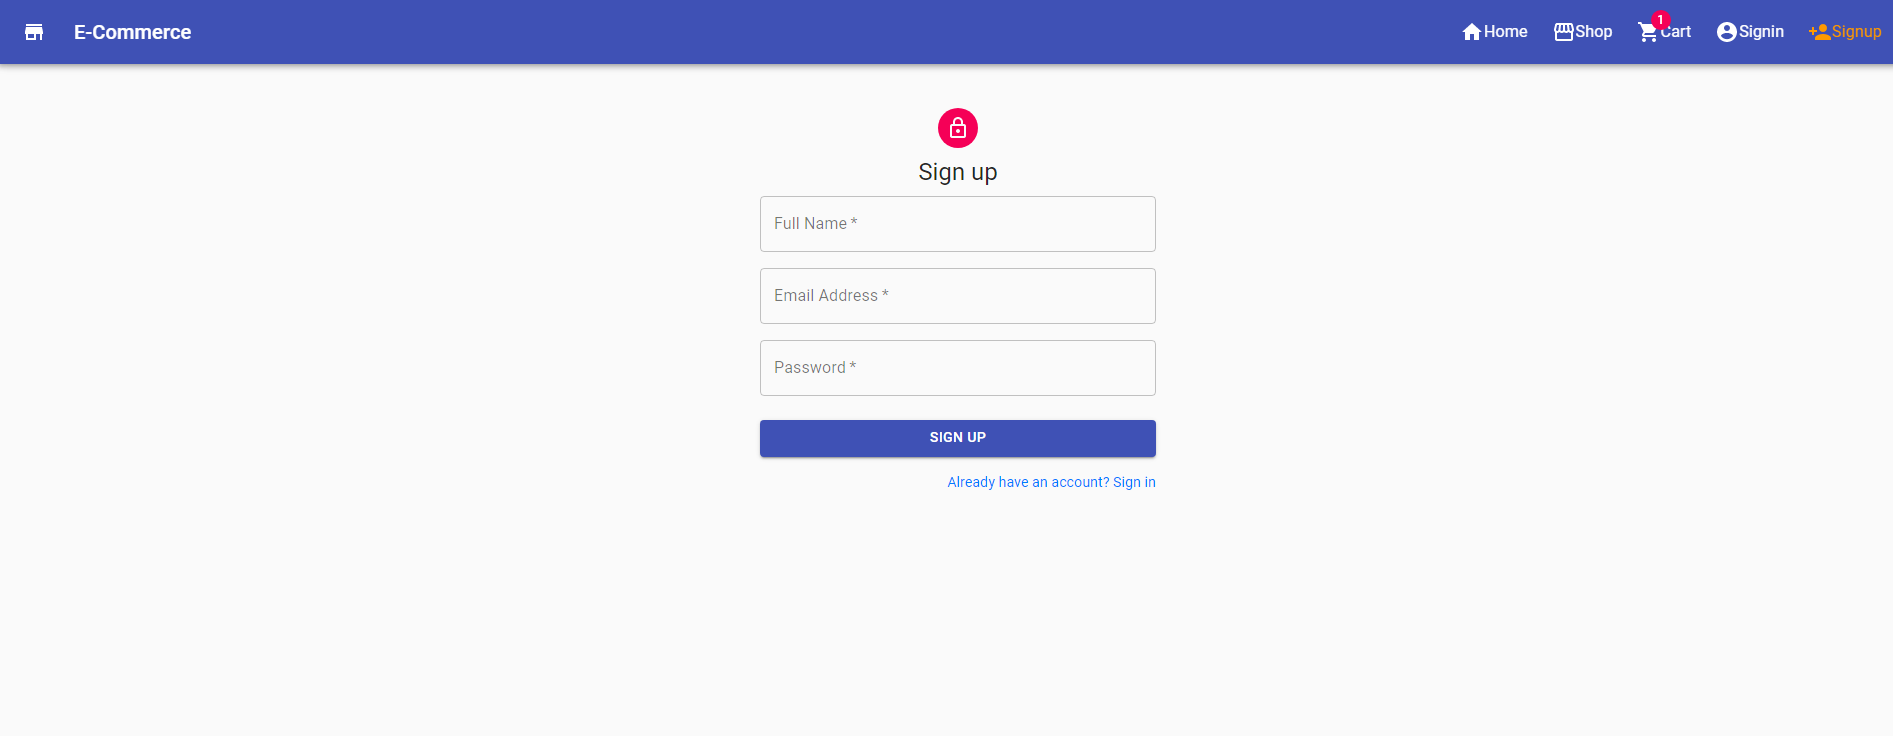 E-Commerce
Home
Shop
1
Cart
Signin
Signup
Sign up
Full Name *
Email Address *
Password *
SIGN UP
Already have an account? Sign in